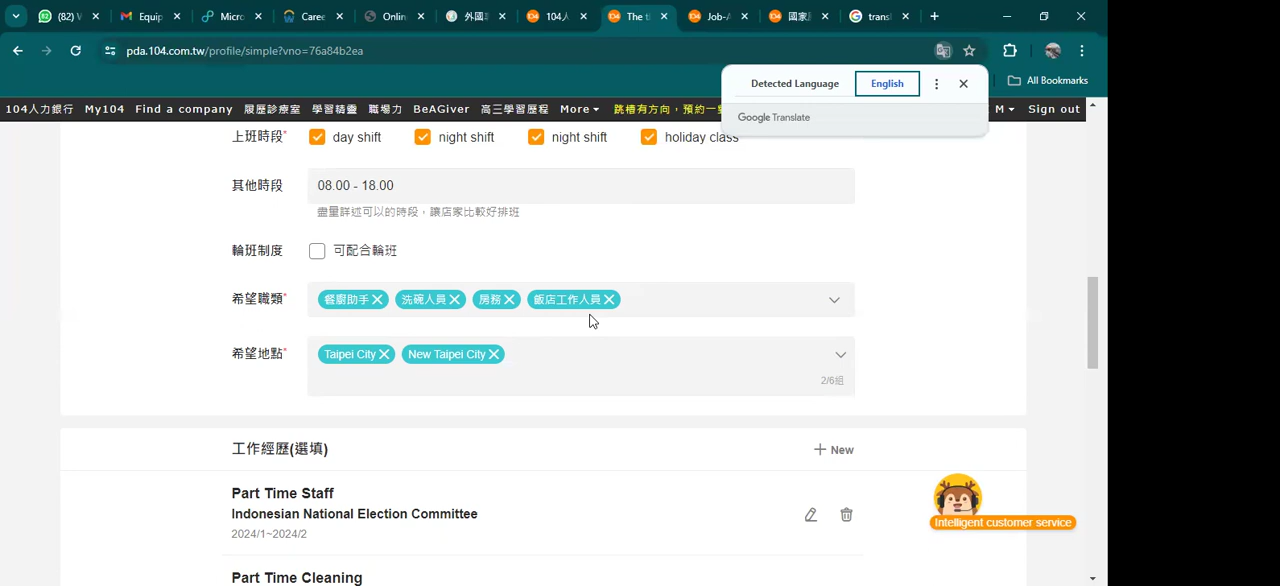 (82) W
Equip
Micro
Caree
Onlin
外國
104人
The t
Job-A
國家
transl
pda.104.com.tw/profile/simple?vno=76a84b2ea
All Bookmarks
Detected Language
English
Google Translate
104人力銀行 My104 Find a company 履歷診療室 學習精靈 職場力 BeAGiver 高三學習歷程 More 跳槽有方向，預約一 M Sign out
上班時段* day shift night shift night shift holiday class
其他時段 08.00 - 18.00
盡量詳述可以的時段，讓店家比較好排班
輪班制度 可配合輪班
希望職類* 餐廚助手 洗碗人員 房務 飯店工作人員
希望地點* Taipei City New Taipei City
2/6組
工作經歷(選填) New
Part Time Staff
Indonesian National Election Committee
2024/1~2024/2
Intelligent customer service
Part Time Cleaning